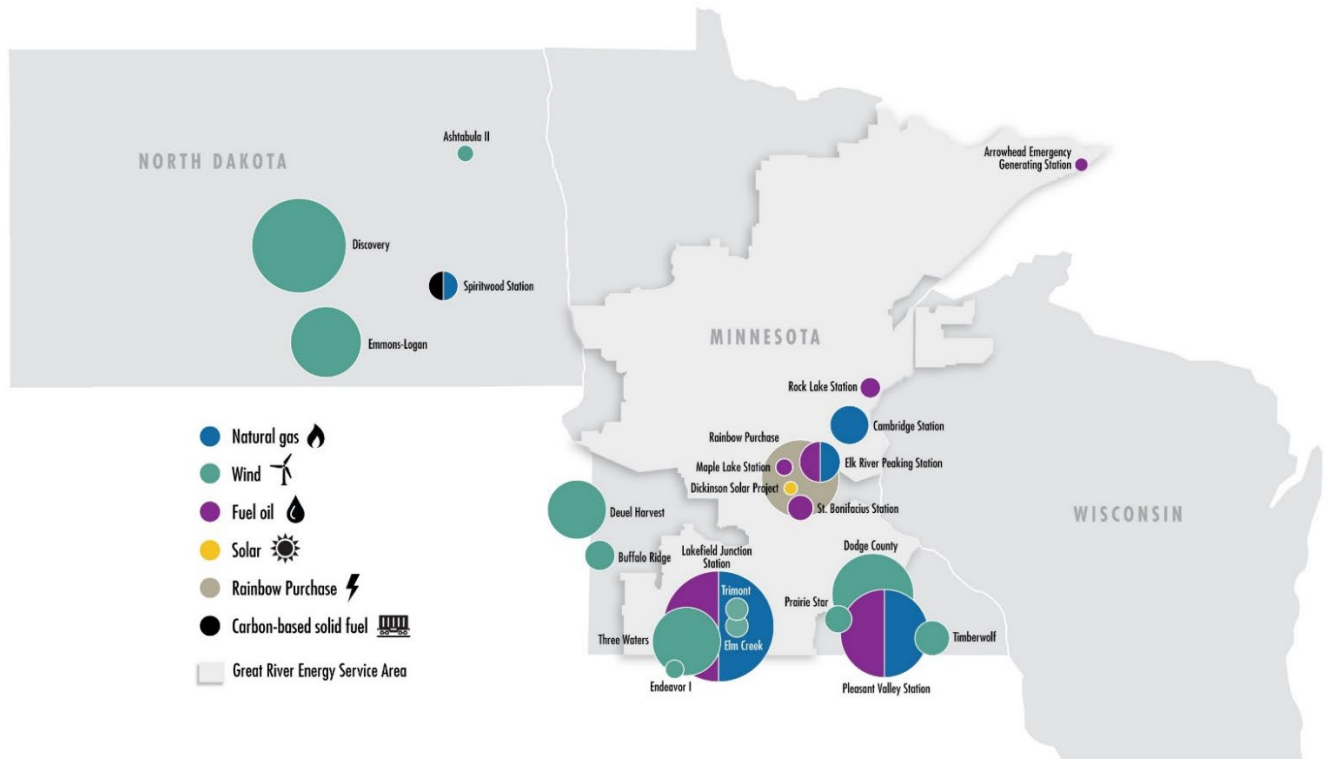 Ashtabula II
NORTH DAKOTA
Arrowhead Emergency
Generating Station
Discovery
Spiritwood Station
Emmons-Logan
MINNESOTA
Rock Lake Station
Cambridge Station
Rainbow Purchase
Maple Lake Station
Elk River Peaking Station
Dickinson Solar Project
St. Bonifacius Station
WISCONSIN
Deuel Harvest
Buffalo Ridge
Lakefield Junction
Station
Trimont
Three Waters
Elm Creek
Endeavor I
Dodge County
Prairie Star
Timberwolf
Pleasant Valley Station
Natural gas
Wind
Fuel oil
Solar
Rainbow Purchase
Carbon-based solid fuel
Great River Energy Service Area